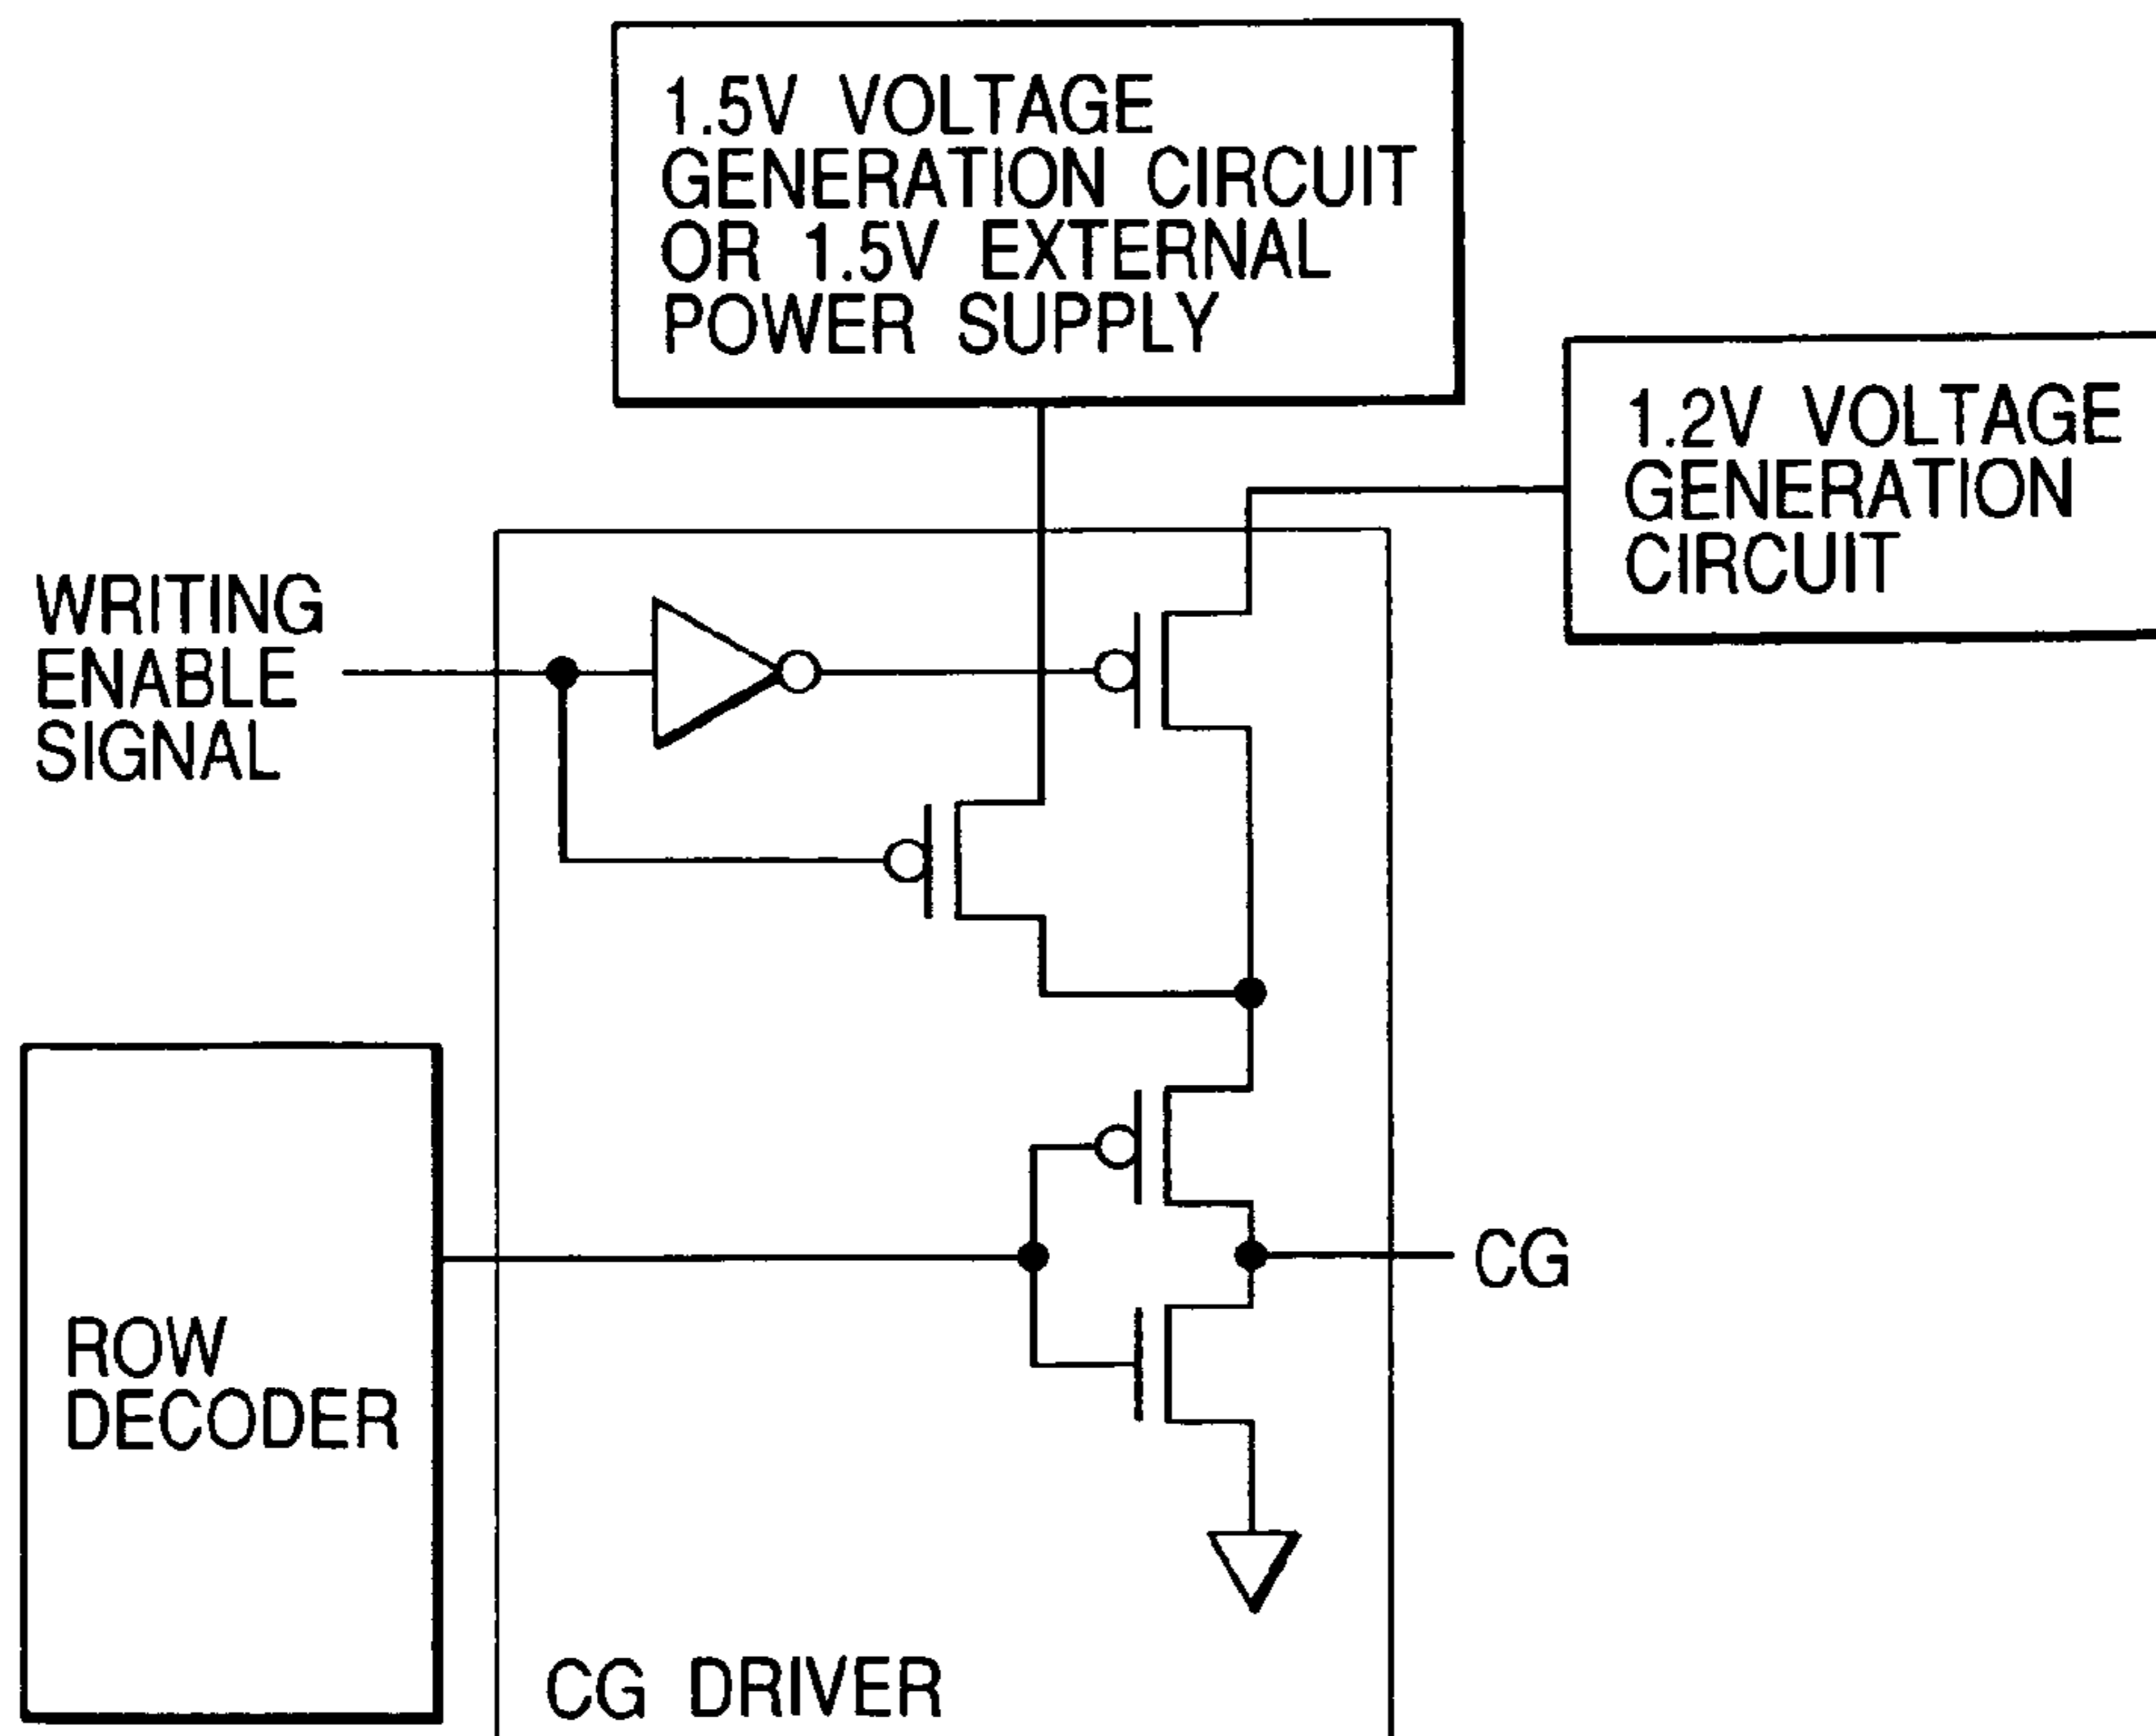 1.5V VOLTAGE
GENERATION CIRCUIT
OR 1.5V EXTERNAL
POWER SUPPLY
1.2V VOLTAGE
GENERATION
CIRCUIT
WRITING
ENABLE
SIGNAL
CG
ROW
DECODER
CG DRIVER